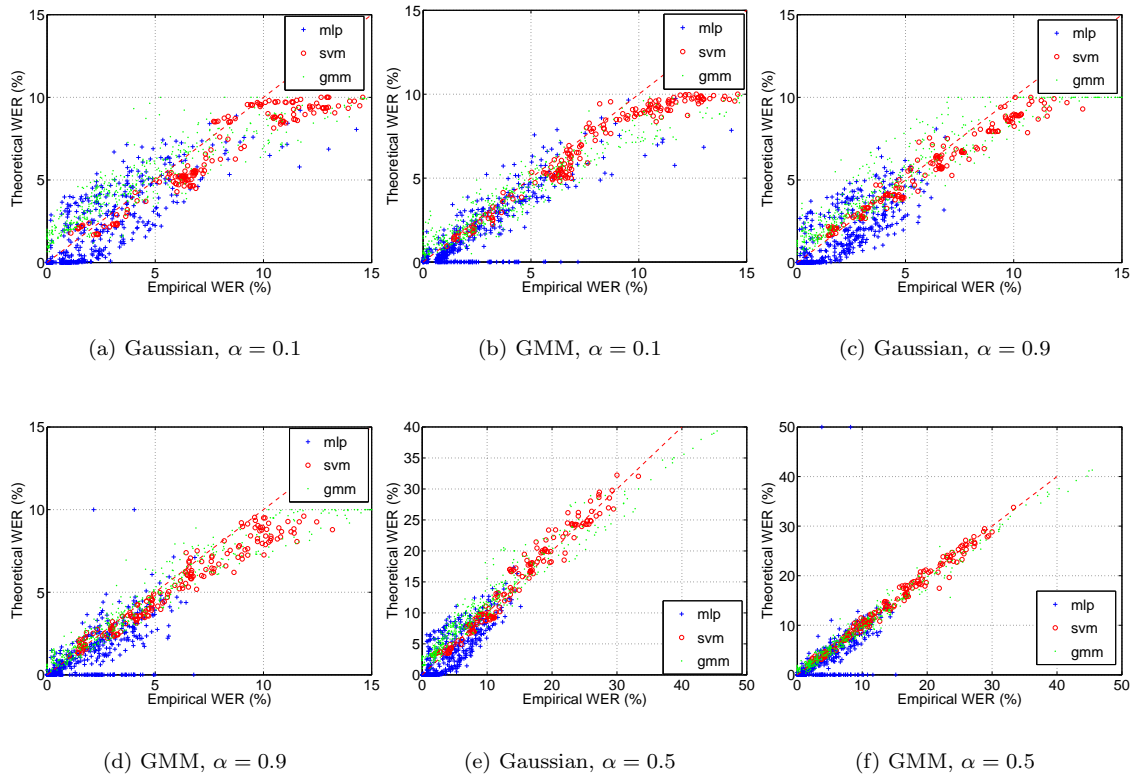 15
10
5
0
0
5
10
15
Theoretical WER (%)
Empirical WER (%)
mlp
svm
gmm
(a) Gaussian, α = 0.1
15
10
5
0
0
5
10
15
Theoretical WER (%)
Empirical WER (%)
mlp
svm
gmm
(b) GMM, α = 0.1
15
10
5
0
0
5
10
15
Theoretical WER (%)
Empirical WER (%)
mlp
svm
gmm
(c) Gaussian, α = 0.9
15
10
5
0
0
5
10
15
Theoretical WER (%)
Empirical WER (%)
mlp
svm
gmm
(d) GMM, α = 0.9
40
35
30
25
20
15
10
5
0
0
10
20
30
40
50
Theoretical WER (%)
Empirical WER (%)
mlp
svm
gmm
(e) Gaussian, α = 0.5
50
40
30
20
10
0
0
10
20
30
40
50
Theoretical WER (%)
Empirical WER (%)
mlp
svm
gmm
(f) GMM, α = 0.5